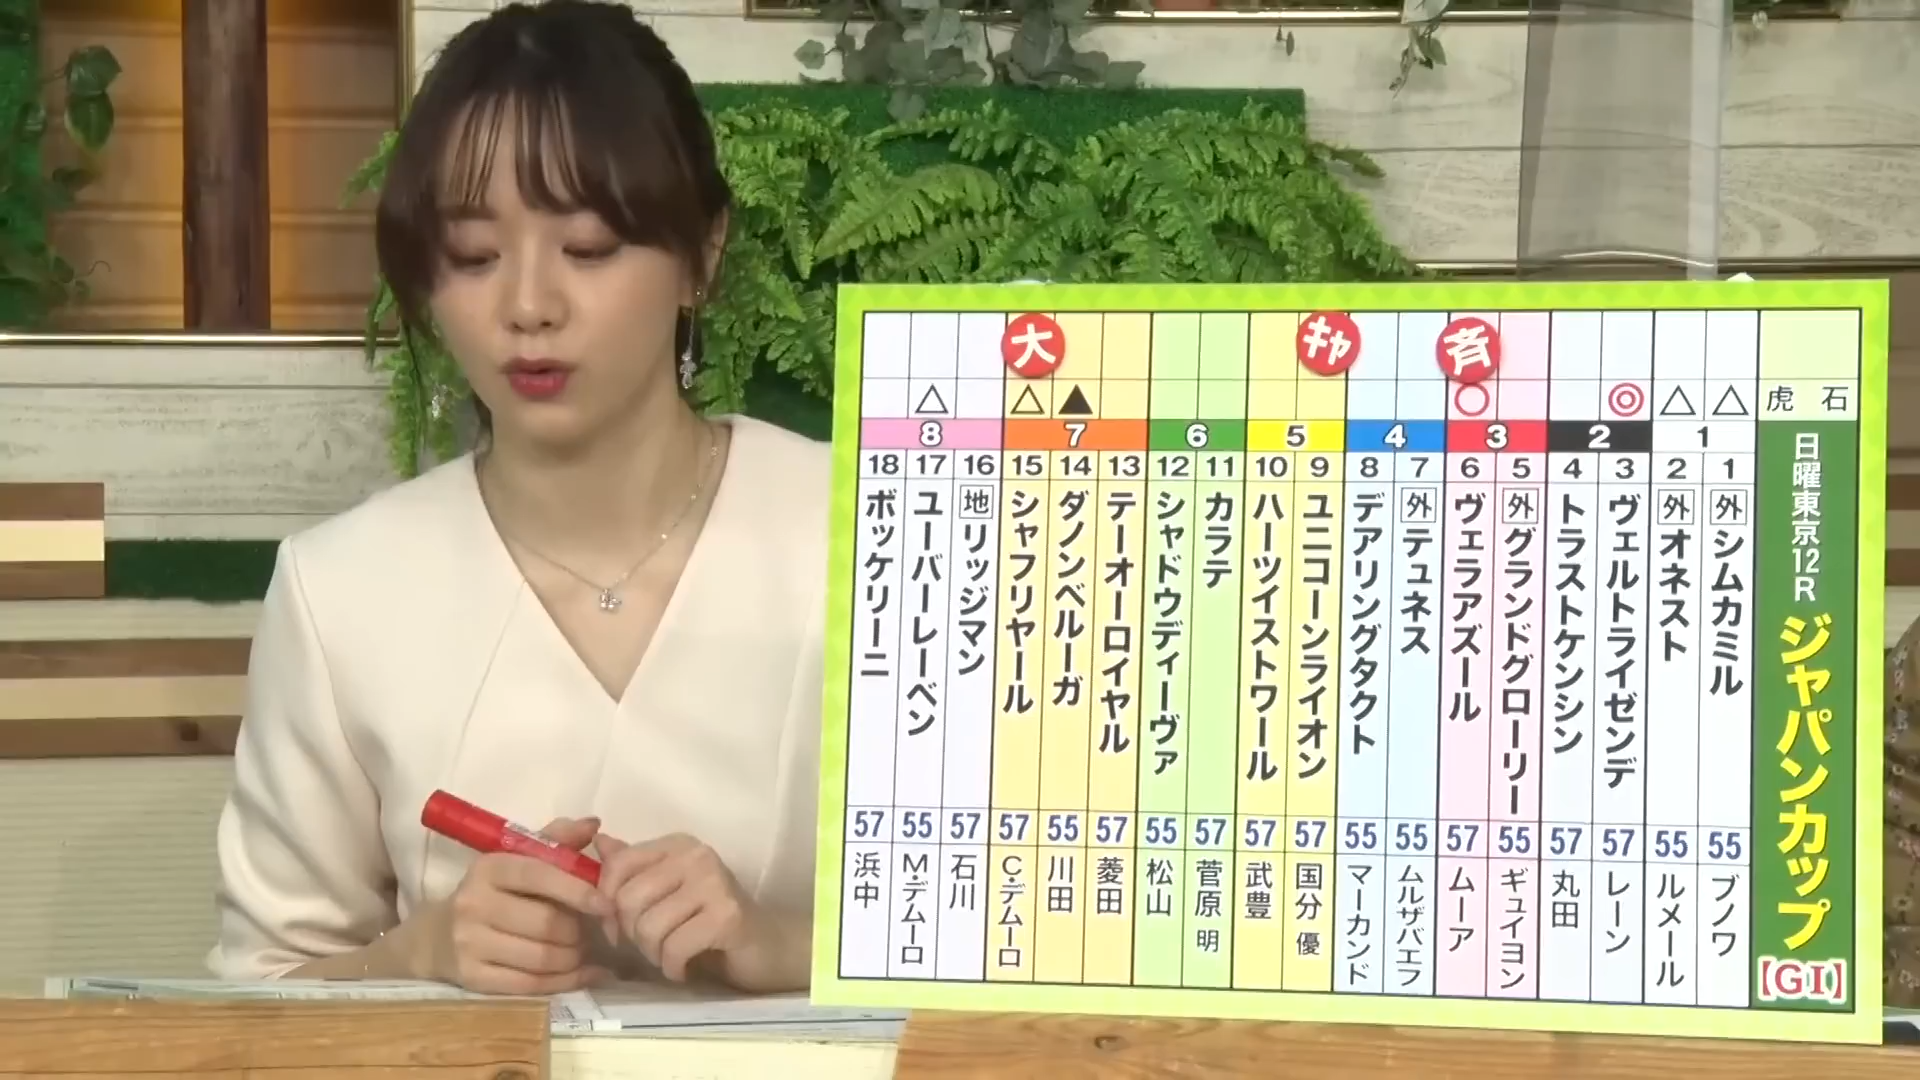 大 キャ 斉
虎石
日曜東京12R
ジャパンカップ
【GI】
△ 1 1 外 シムカミル 55 ブノワ
△ 2 外 オネスト 55 ルメール
◎ 2 3 ヴェルトライゼンデ 57 レーン
4 トラストケンシン 57 丸田
3 5 外 グランドグローリー 55 ギュイヨン
○ 6 ヴェラアズール 57 ムーア
4 7 外 テュネス 55 ムルザバエフ
8 デアリングタクト 55 マーカンド
5 9 ユニコーンライオン 57 国分優
10 ハーツイストワール 57 武豊
6 11 カラテ 57 菅原明
12 シャドウディーヴァ 55 松山
7 13 テーオーロイヤル 57 菱田
▲ 14 ダノンベルーガ 55 川田
△ 15 シャフリヤール 57 C・デムーロ
8 16 地 リッジマン 57 石川
△ 17 ユーバーレーベン 55 M・デムーロ
18 ボッケリーニ 57 浜中